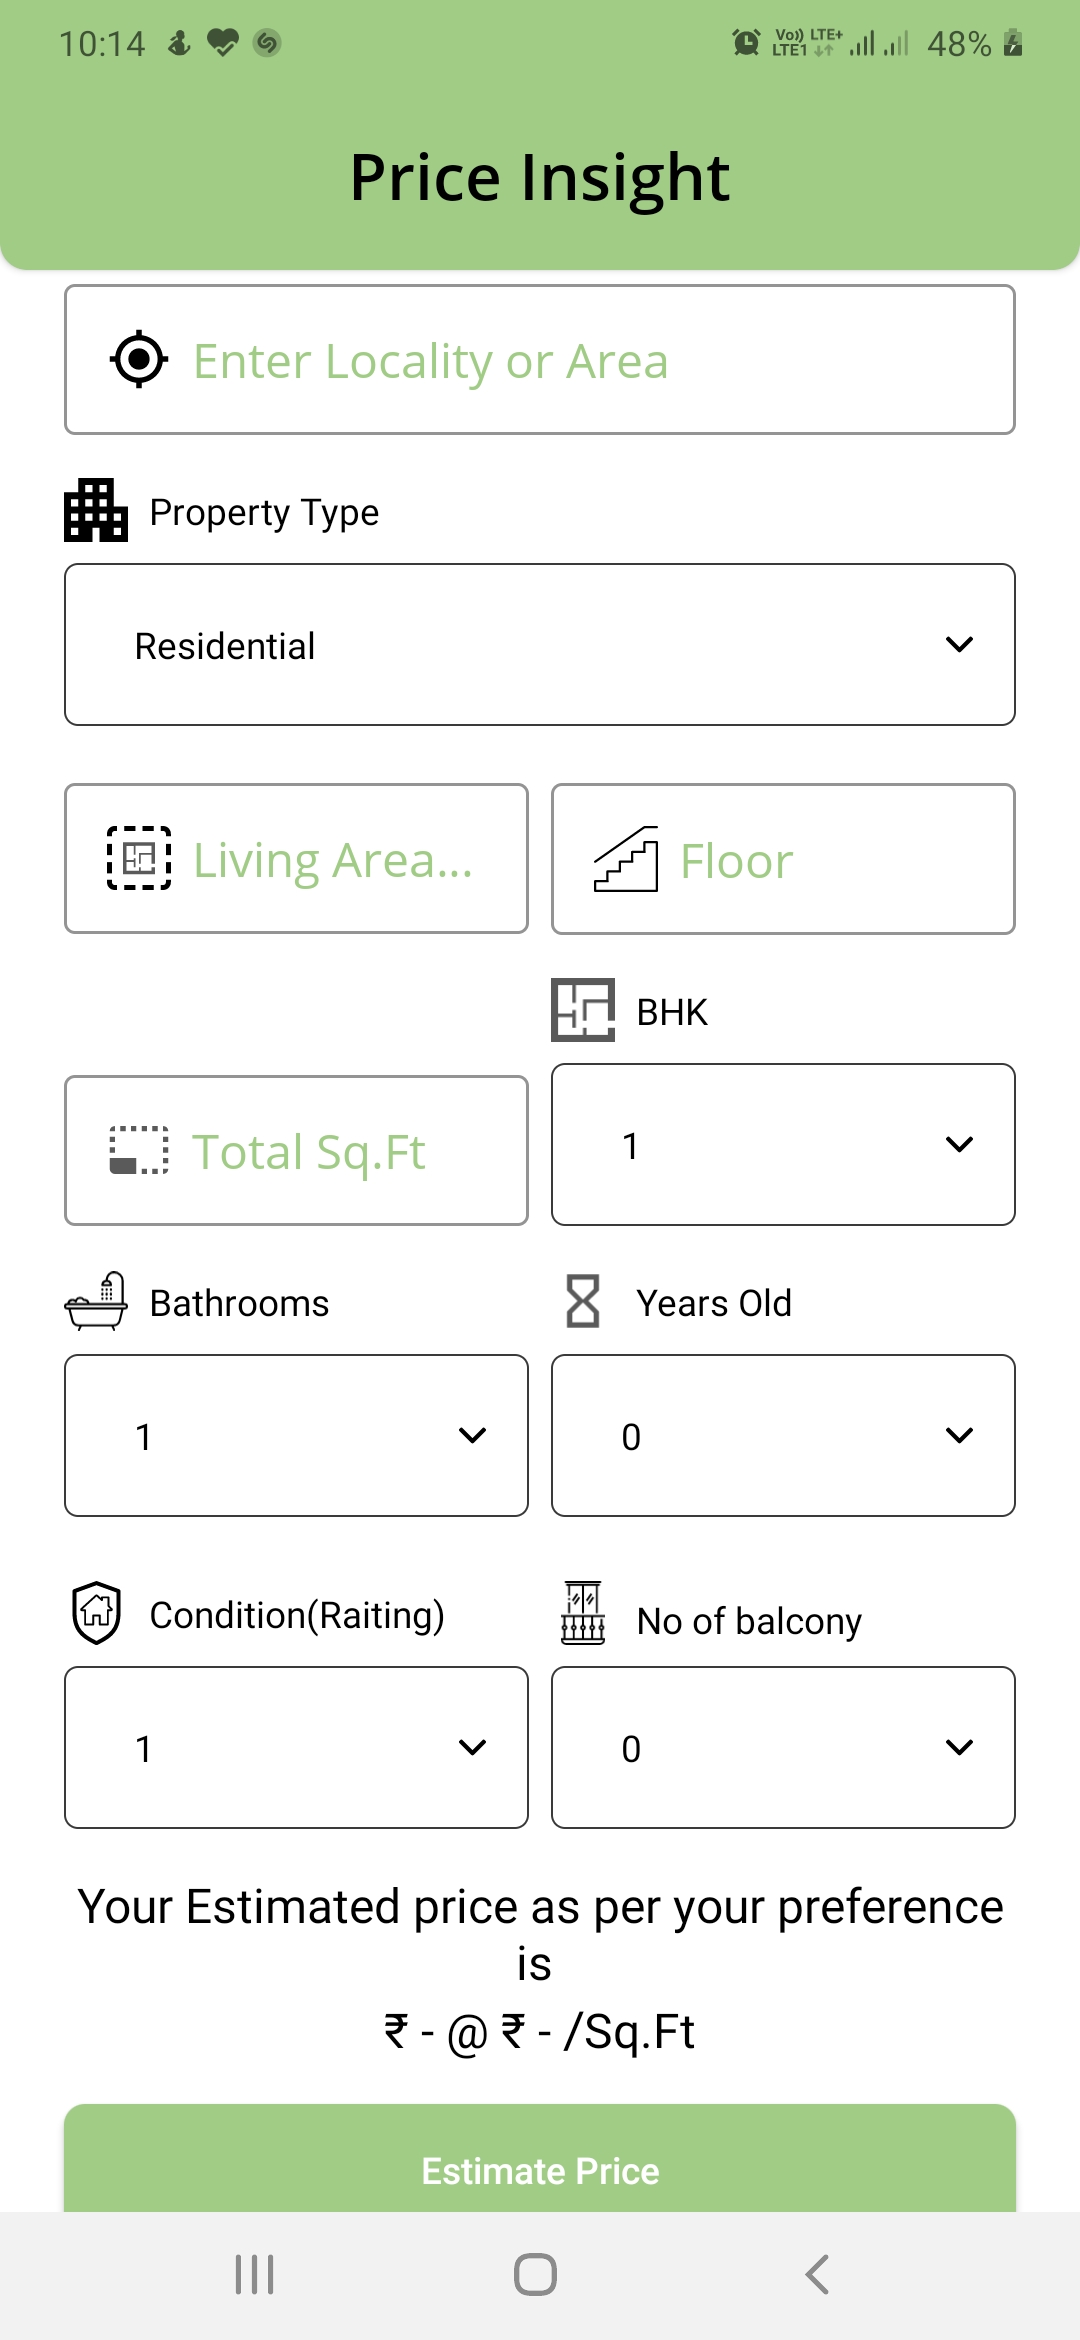 10:14
Vo)) LTE+
LTE1
48%
Price Insight
Enter Locality or Area
Property Type
Residential
Living Area...
Floor
BHK
Total Sq.Ft
1
Bathrooms
Years Old
1
0
Condition(Raiting)
No of balcony
1
0
Your Estimated price as per your preference
is
₹ - @ ₹ - /Sq.Ft
Estimate Price